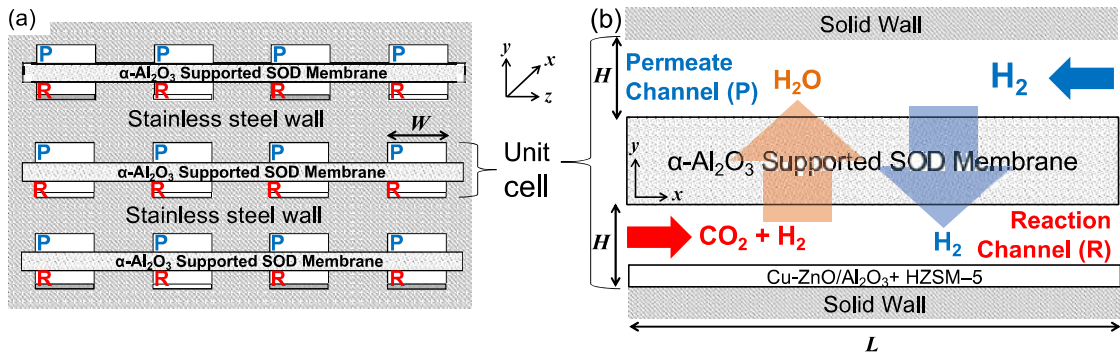 (a)
P P P P
α-Al₂O₃ Supported SOD Membrane
R R R R
Stainless steel wall
P P P P
α-Al₂O₃ Supported SOD Membrane
R R R R
Stainless steel wall
P P P P
α-Al₂O₃ Supported SOD Membrane
R R R R
y
x
z
W
Unit
cell
(b)
Solid Wall
H
Permeate
Channel (P)
H₂O
H₂
α-Al₂O₃ Supported SOD Membrane
y
x
H
CO₂ + H₂
H₂
Reaction
Channel (R)
Cu-ZnO/Al₂O₃+ HZSM–5
Solid Wall
L